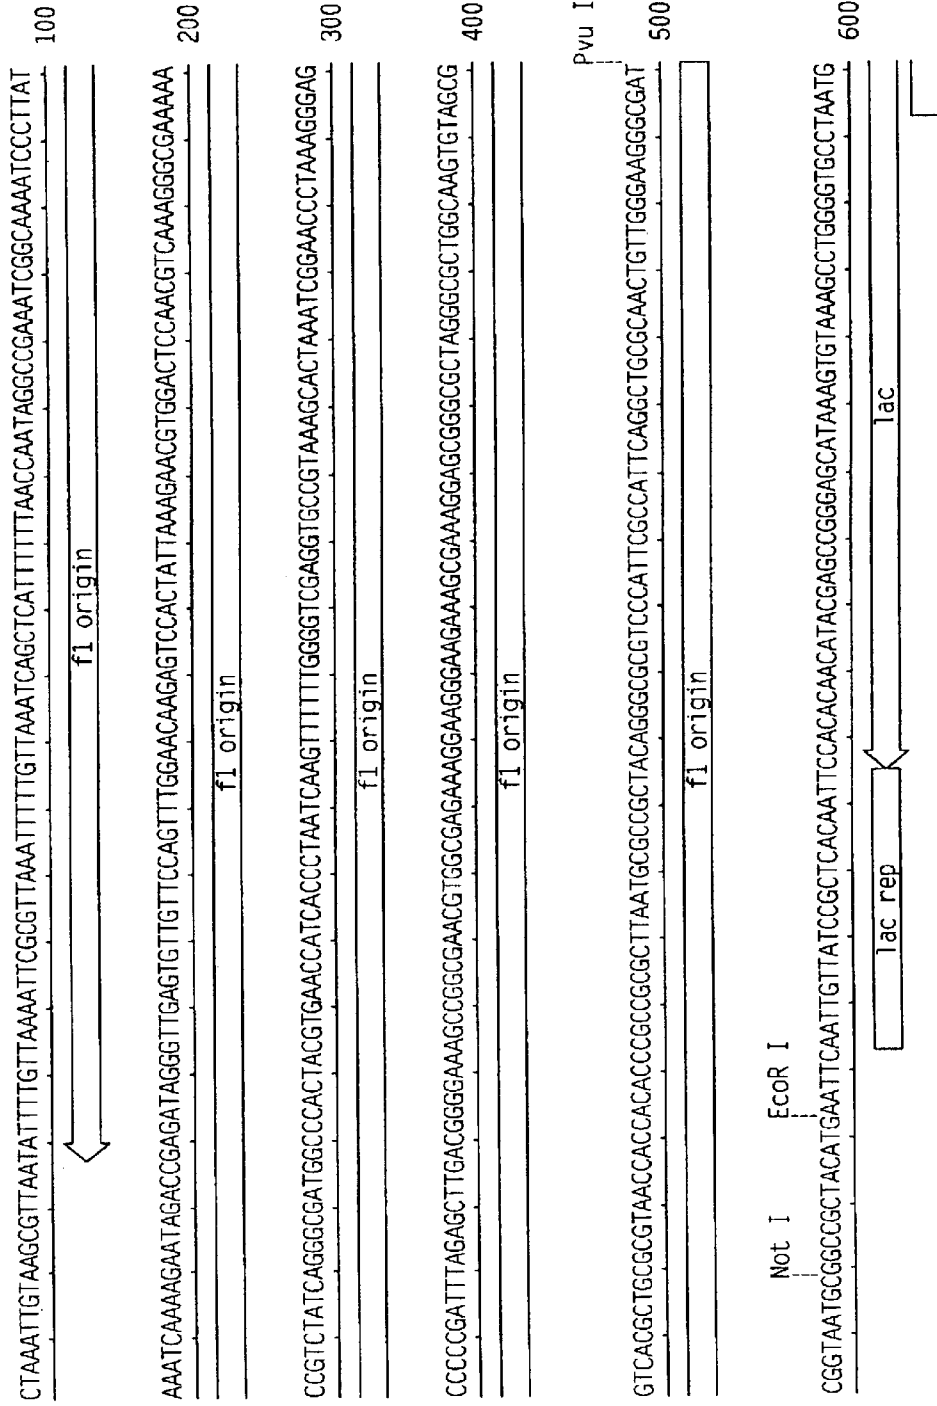 CTAAATTGTAAGCGTTAATATTTTGTTAAAATTCGCGTTAAATTTTTGTTAAATCAGCTCATTTTTTAACCAATAGGCCGAAATCGGCAAAATCCCTTAT 100
f1 origin
AAATCAAAAGAATAGACCGAGATAGGGTTGAGTGTTGTTCCAGTTTGGAACAAGAGTCCACTATTAAAGAACGTGGACTCCAACGTCAAAGGGCGAAAAA 200
f1 origin
CCGTCTATCAGGGCGATGGCCCACTACGTGAACCATCACCCTAATCAAGTTTTTTGGGGTCGAGGTGCCGTAAAGCACTAAATCGGAACCCTAAAGGGAG 300
f1 origin
CCCCCGATTTAGAGCTTGACGGGGAAAGCCGGCGAACGTGGCGAGAAAGGAAGGGAAGAAAGCGAAAGGAGCGGGCGCTAGGGCGCTGGCAAGTGTAGCG 400
f1 origin
Pvu I
GTCACGCTGCGCGTAACCACCACACCCGCCGCGCTTAATGCGCCGCTACAGGGCGCGTCCCATTCGCCATTCAGGCTGCGCAACTGTTGGGAAGGGCGAT 500
f1 origin
Not I EcoR I
CGGTAATGCGGCCGCTACATGAATTCAATTGTTATCCGCTCACAATTCCACACAACATACGAGCCGGGAGCATAAAGTGTAAAGCCTGGGGTGCCTAATG 600
lac rep lac